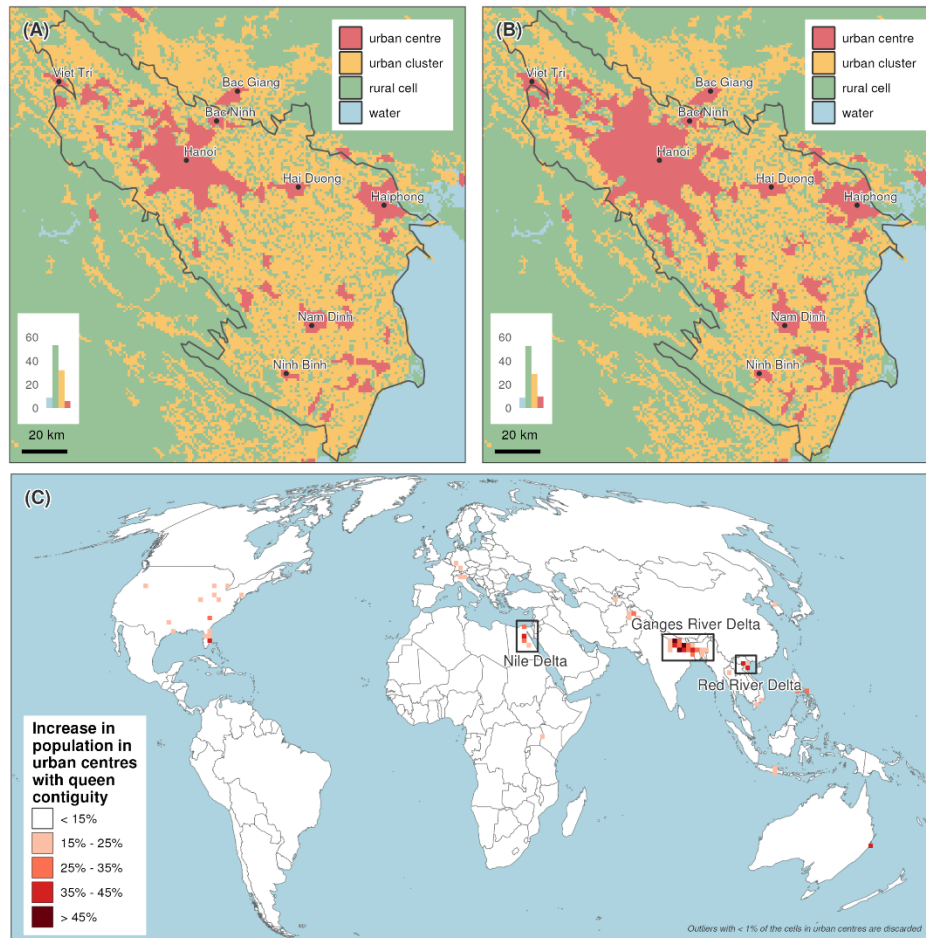 (A)
urban centre
urban cluster
rural cell
water
Viet Tri
Bac Giang
Bac Ninh
Hanoi
Hai Duong
Haiphong
Nam Dinh
Ninh Binh
60
40
20
0
20 km
(B)
urban centre
urban cluster
rural cell
water
Viet Tri
Bac Giang
Bac Ninh
Hanoi
Hai Duong
Haiphong
Nam Dinh
Ninh Binh
60
40
20
0
20 km
(C)
Ganges River Delta
Nile Delta
Red River Delta
Increase in
population in
urban centres
with queen
contiguity
< 15%
15% - 25%
25% - 35%
35% - 45%
> 45%
Outliers with < 1% of the cells in urban centres are discarded